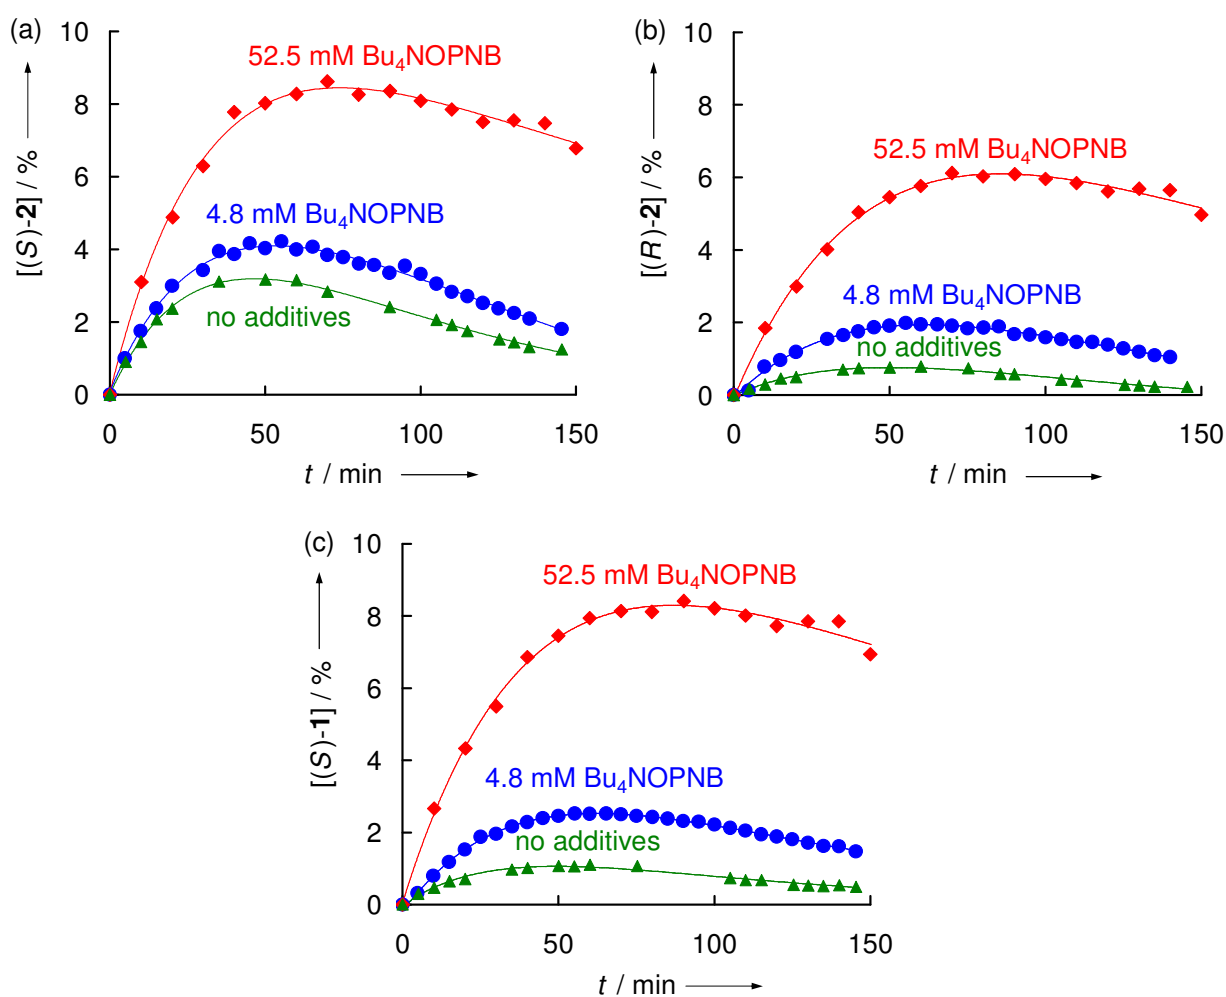 (a)
[(S)-2] / %
10
8
6
4
2
0
52.5 mM Bu₄NOPNB
4.8 mM Bu₄NOPNB
no additives
0 50 100 150
t / min
(b)
[(R)-2] / %
10
8
6
4
2
0
52.5 mM Bu₄NOPNB
4.8 mM Bu₄NOPNB
no additives
0 50 100 150
t / min
(c)
[(S)-1] / %
10
8
6
4
2
0
52.5 mM Bu₄NOPNB
4.8 mM Bu₄NOPNB
no additives
0 50 100 150
t / min